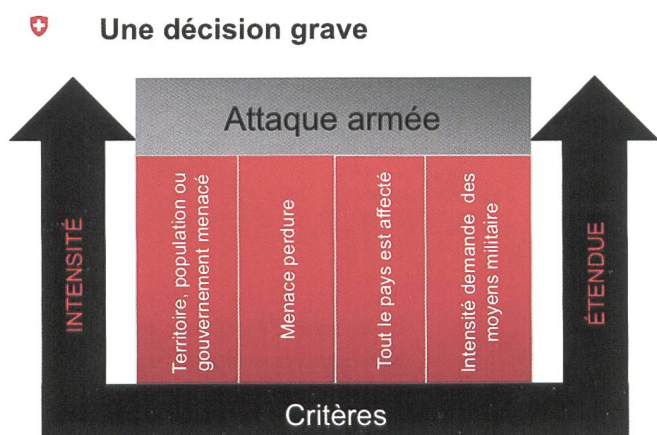 Une décision grave
Attaque armée
INTENSITÉ
Territoire, population ou
gouvernement menacé
Menace perdure
Tout le pays est affecté
Intensité demande des
moyens militaire
ÉTENDUE
Critères